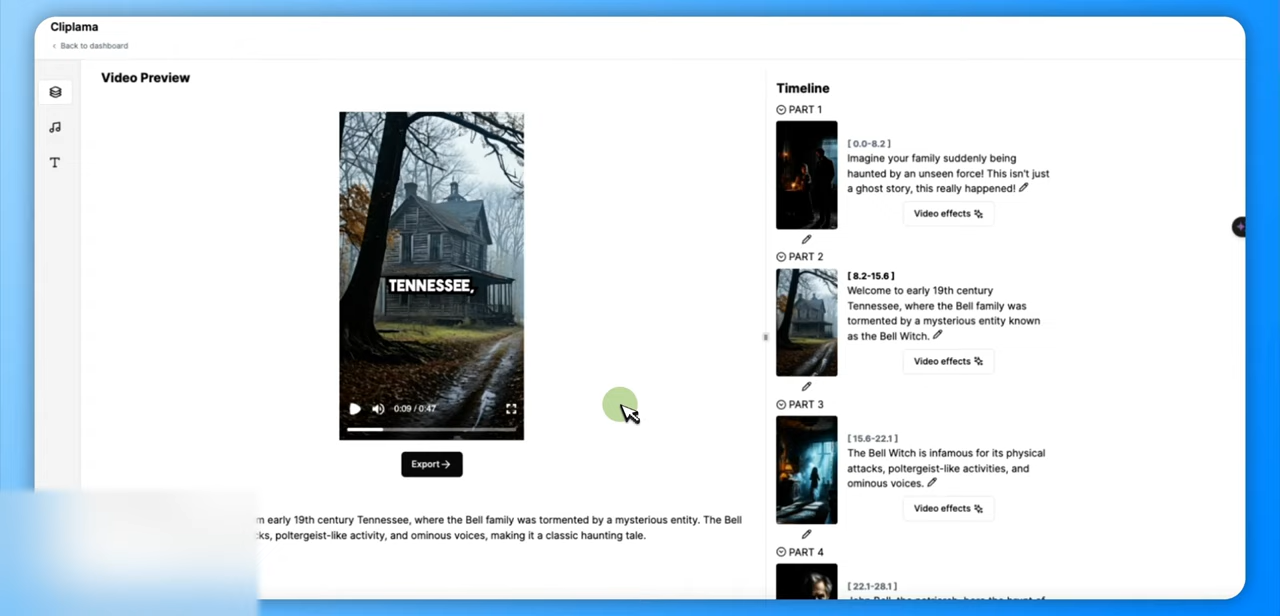 Cliplama
Back to dashboard
Video Preview
TENNESSEE,
0:09 / 0:47
Export
early 19th century Tennessee, where the Bell family was tormented by a mysterious entity. The Bell
poltergeist-like activity, and ominous voices, making it a classic haunting tale.
Timeline
PART 1
[ 0.0-8.2 ]
Imagine your family suddenly being
haunted by an unseen force! This isn't just
a ghost story, this really happened!
Video effects
PART 2
[ 8.2-15.6 ]
Welcome to early 19th century
Tennessee, where the Bell family was
tormented by a mysterious entity known
as the Bell Witch.
Video effects
PART 3
[ 15.6-22.1 ]
The Bell Witch is infamous for its physical
attacks, poltergeist-like activities, and
ominous voices.
Video effects
PART 4
[ 22.1-28.1 ]